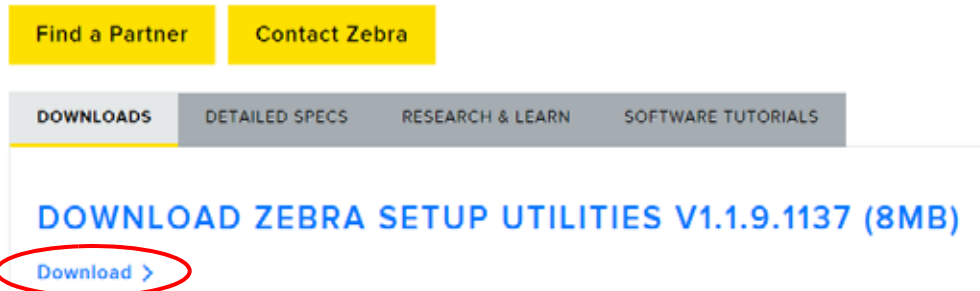 Find a Partner Contact Zebra
DOWNLOADS DETAILED SPECS RESEARCH & LEARN SOFTWARE TUTORIALS
DOWNLOAD ZEBRA SETUP UTILITIES V1.1.9.1137 (8MB)
Download >